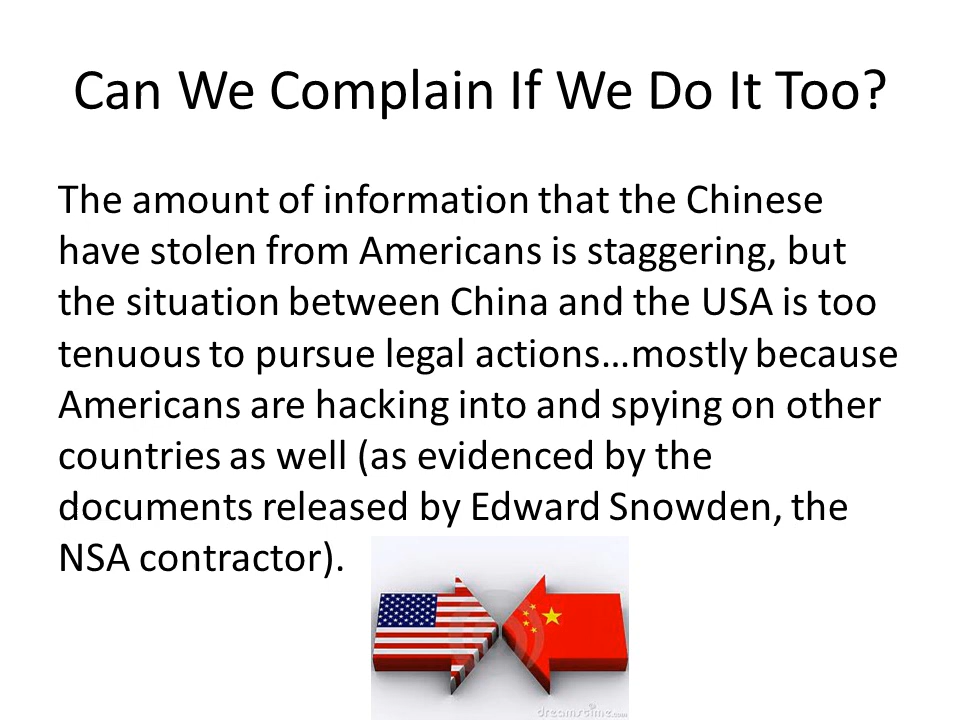 Can We Complain If We Do It Too?
The amount of information that the Chinese
have stolen from Americans is staggering, but
the situation between China and the USA is too
tenuous to pursue legal actions…mostly because
Americans are hacking into and spying on other
countries as well (as evidenced by the
documents released by Edward Snowden, the
NSA contractor).
dreamstime.com